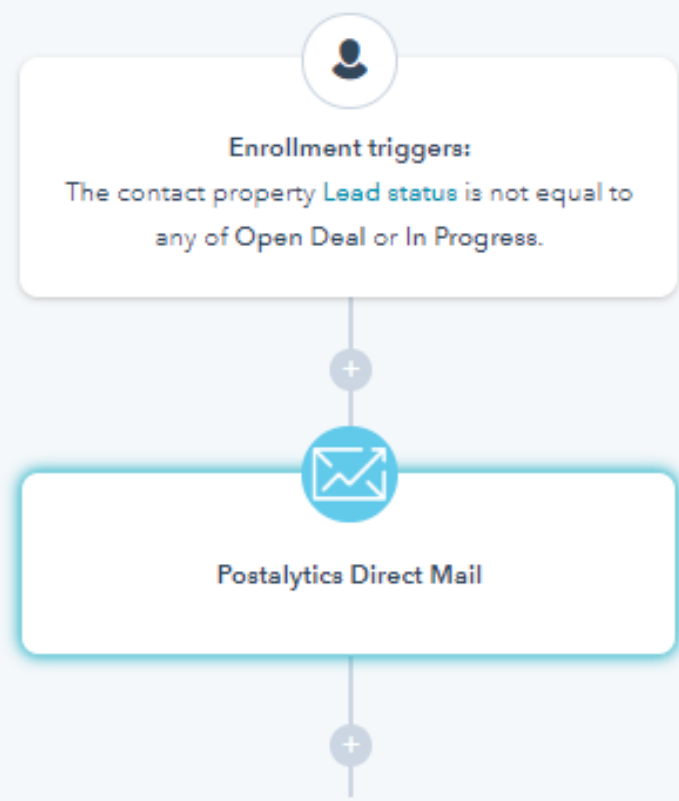 Enrollment triggers:
The contact property Lead status is not equal to
any of Open Deal or In Progress.
Postalytics Direct Mail